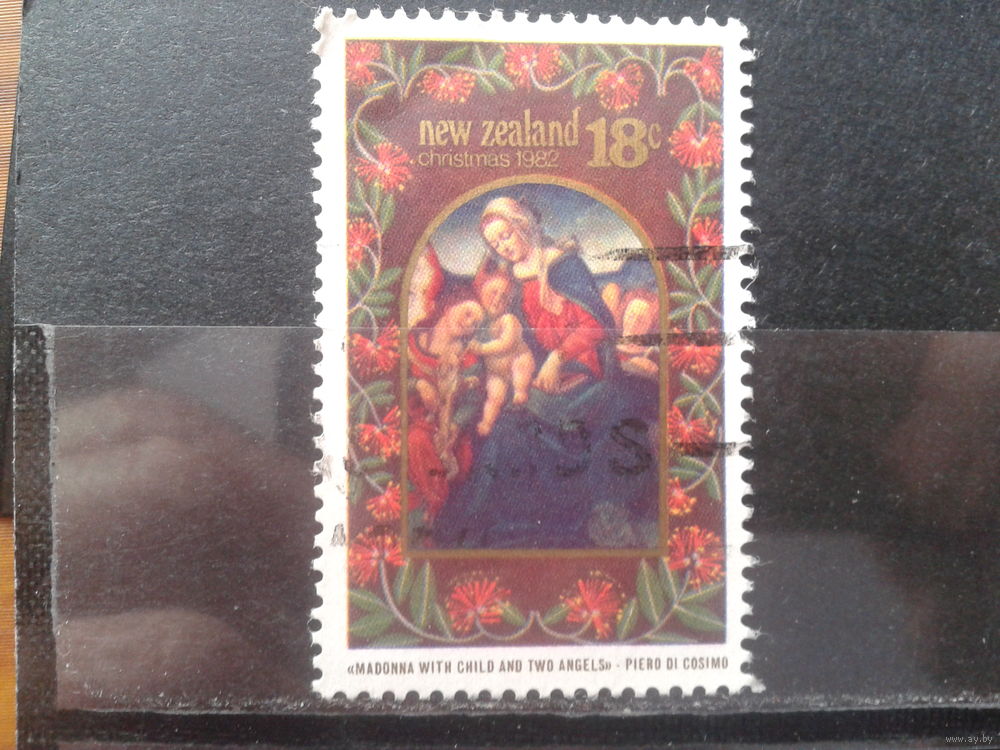 new zealand 18c
christmas 1982
«MADONNA WITH CHILD AND TWO ANGELS» - PIERO DI COSIMO
www.ay.by